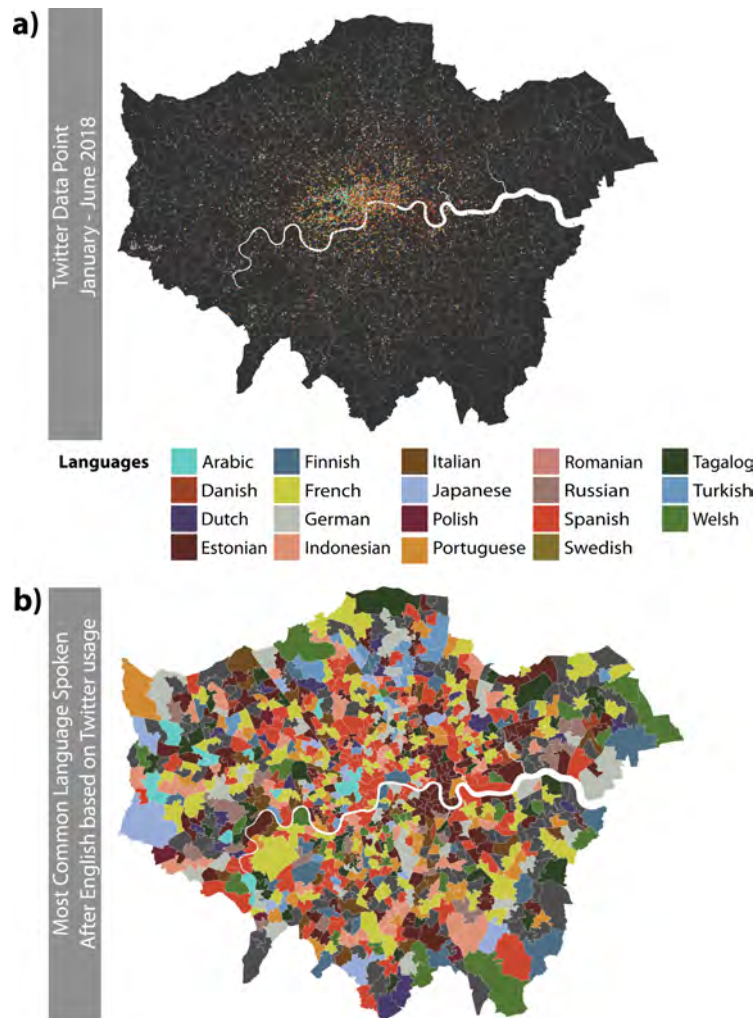 a)
Twitter Data Point
January - June 2018
Languages
Arabic
Danish
Dutch
Estonian
Finnish
French
German
Indonesian
Italian
Japanese
Polish
Portuguese
Romanian
Russian
Spanish
Swedish
Tagalog
Turkish
Welsh
b)
Most Common Language Spoken
After English based on Twitter usage